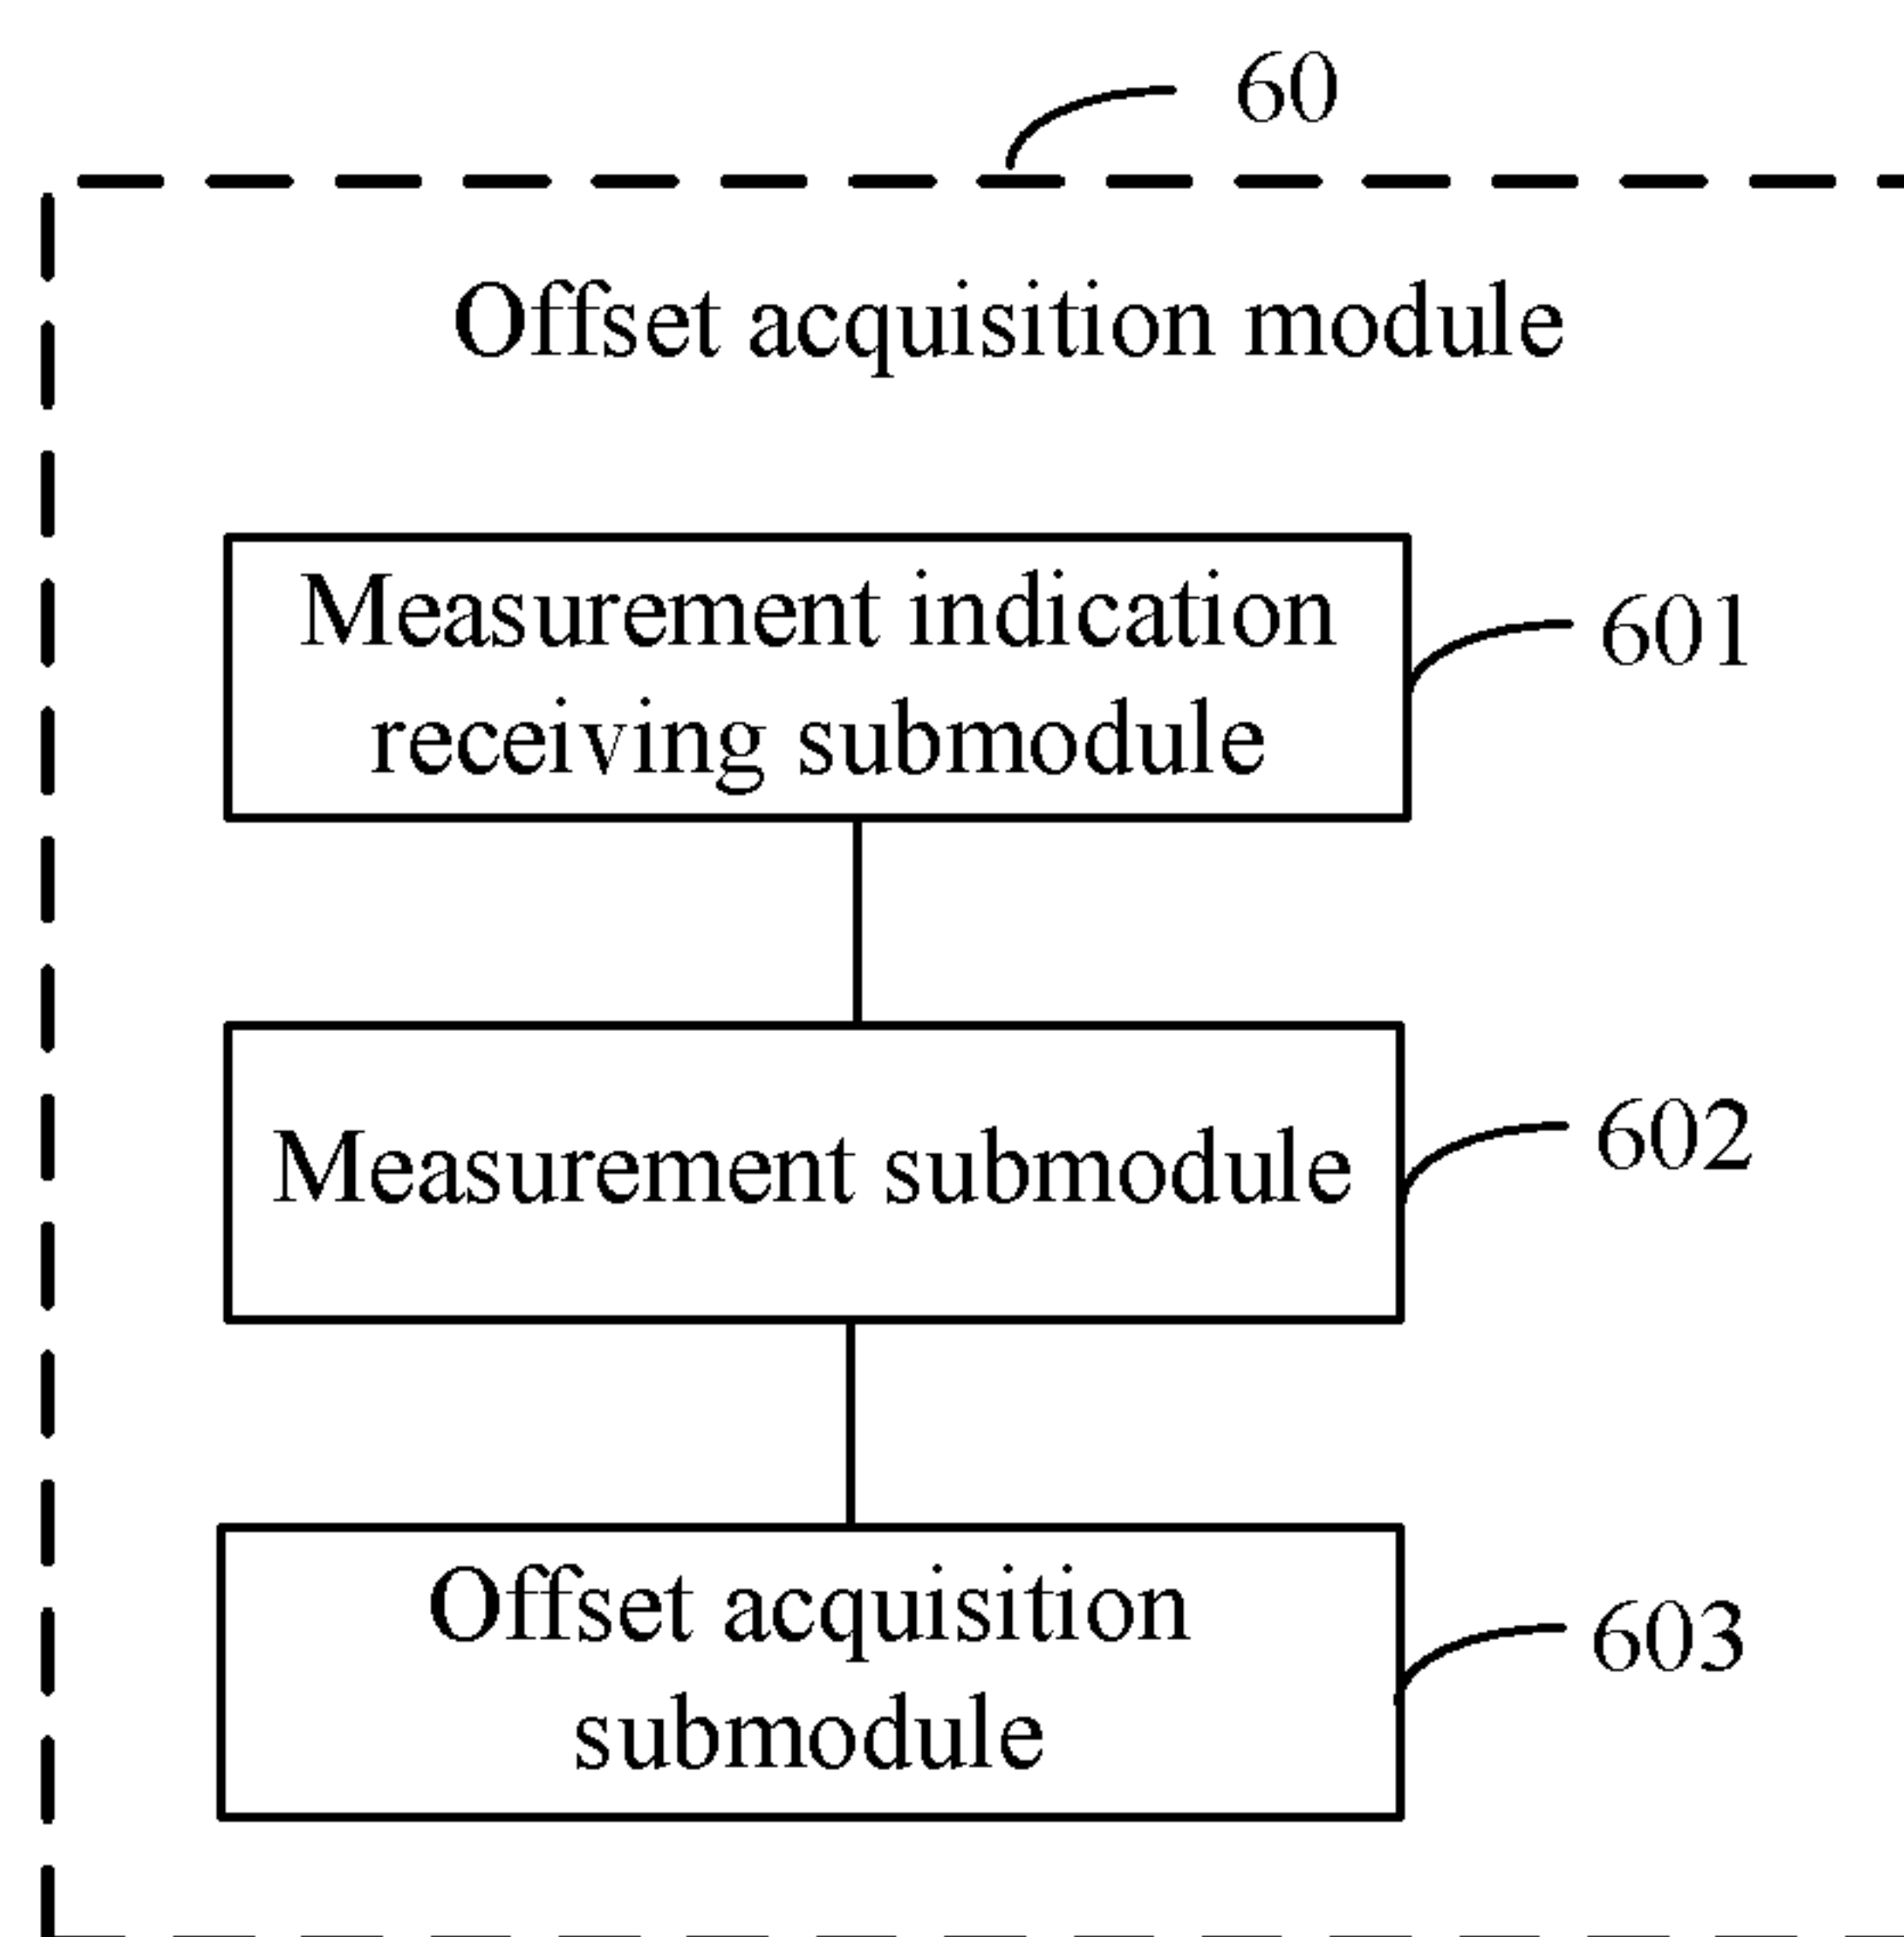 60
Offset acquisition module
Measurement indication
receiving submodule
601
Measurement submodule
602
Offset acquisition
submodule
603